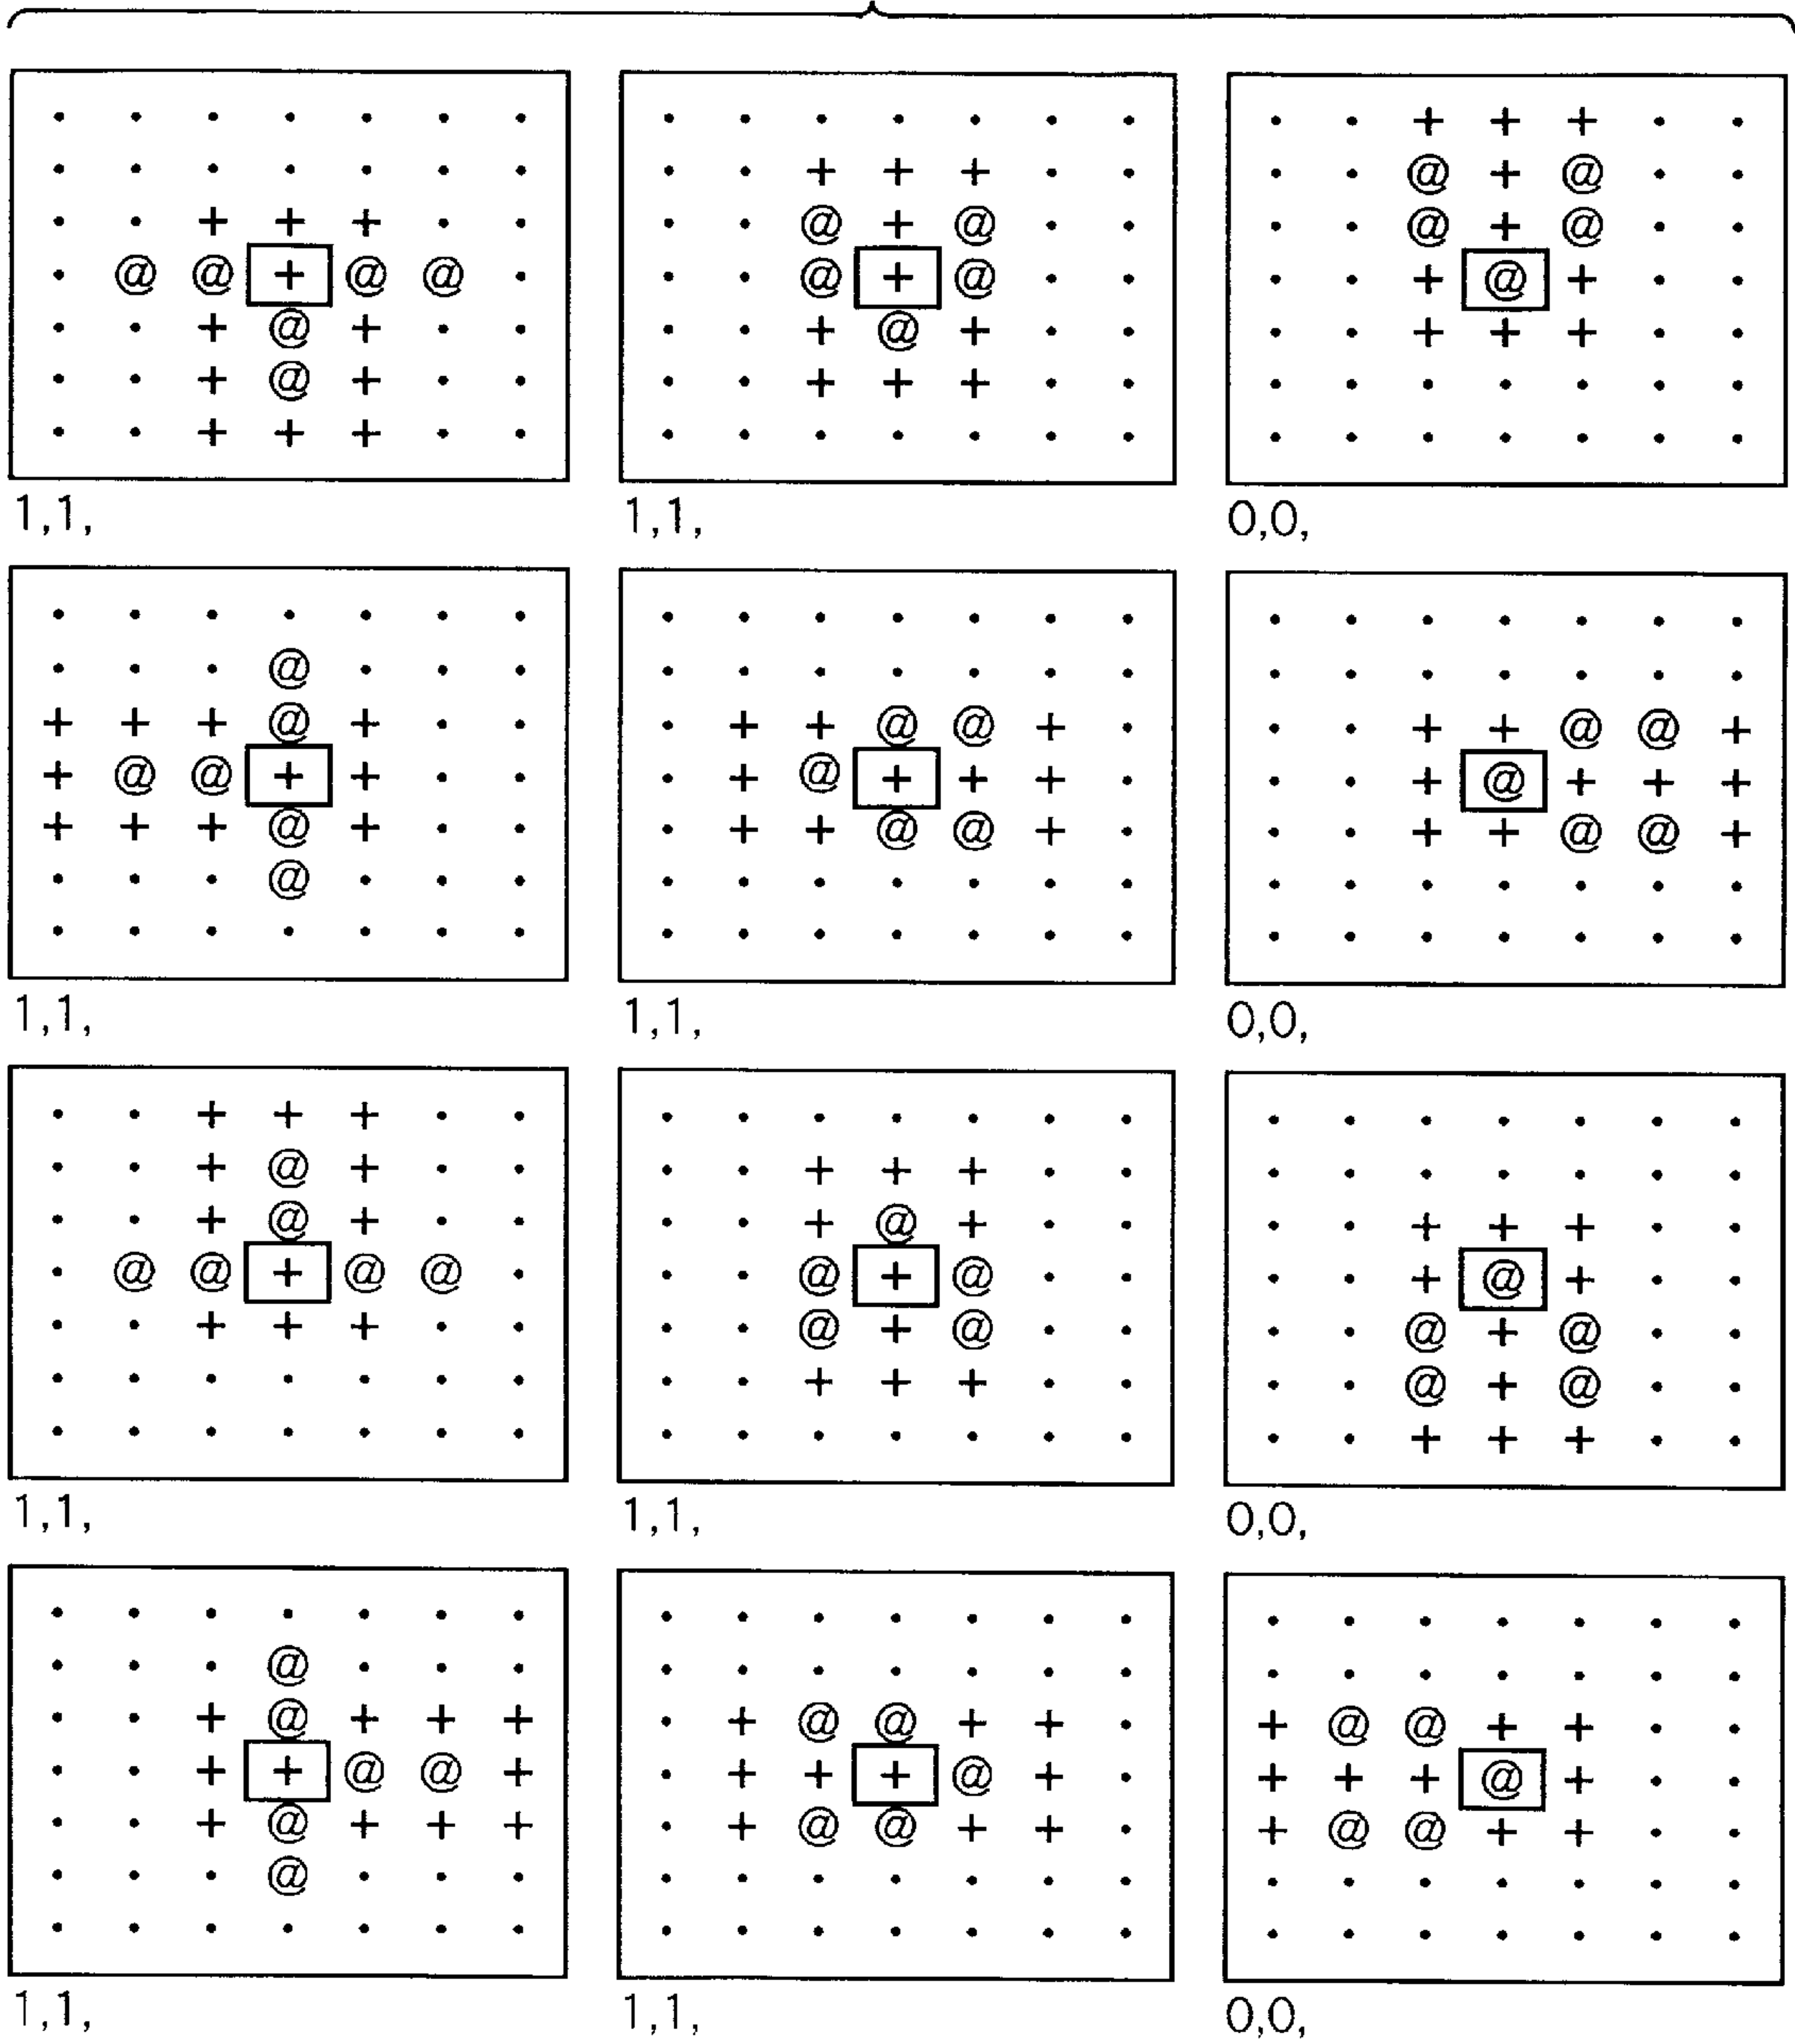 . . . . . . .   . . . . . . .   . . + + + . .
. . . . . . .   . . + + + . .   . . @ + @ . .
. . + + + . .   . . @ + @ . .   . . @ + @ . .
. @ @ + @ @ .   . . @ + @ . .   . . + @ + . .
. . + @ + . .   . . + @ + . .   . . + + + . .
. . + @ + . .   . . + + + . .   . . . . . . .
. . + + + . .   . . . . . . .   . . . . . . .
1,1,   1,1,   0,0,
. . . . . . .   . . . . . . .   . . . . . . .
. . . @ . . .   . . . . . . .   . . . . . . .
+ + + @ + . .   . + + @ @ + .   . . + + @ @ +
+ @ @ + + . .   . + @ + + + .   . . + @ + + +
+ + + @ + . .   . + + @ @ + .   . . + + @ @ +
. . . @ . . .   . . . . . . .   . . . . . . .
. . . . . . .   . . . . . . .   . . . . . . .
1,1,   1,1,   0,0,
. . + + + . .   . . . . . . .   . . . . . . .
. . + @ + . .   . . + + + . .   . . . . . . .
. . + @ + . .   . . + @ + . .   . . + + + . .
. @ @ + @ @ .   . . @ + @ . .   . . + @ + . .
. . + + + . .   . . @ + @ . .   . . @ + @ . .
. . . . . . .   . . + + + . .   . . @ + @ . .
. . . . . . .   . . . . . . .   . . + + + . .
1,1,   1,1,   0,0,
. . . . . . .   . . . . . . .   . . . . . . .
. . . @ . . .   . . . . . . .   . . . . . . .
. . + @ + + +   . + @ @ + + .   + @ @ + + . .
. . + + @ @ +   . + + + @ + .   + + + @ + . .
. . + @ + + +   . + @ @ + + .   + @ @ + + . .
. . . @ . . .   . . . . . . .   . . . . . . .
. . . . . . .   . . . . . . .   . . . . . . .
1,1,   1,1,   0,0,